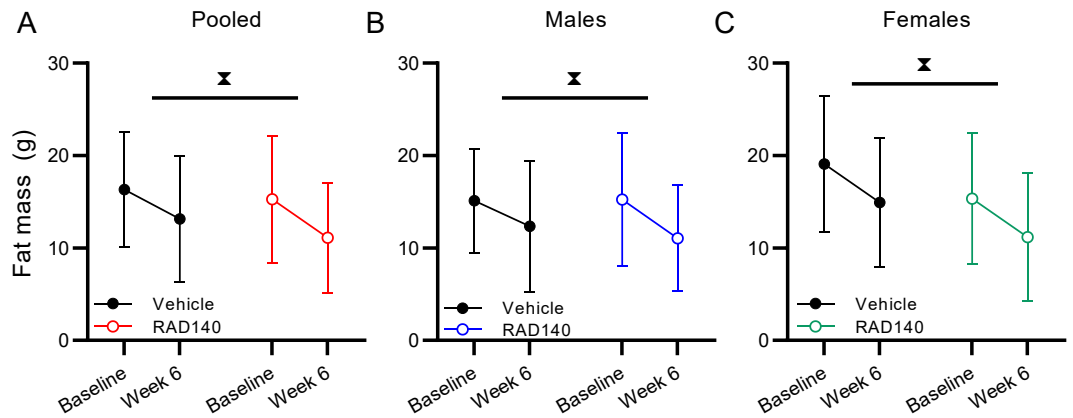 A Pooled
B Males
C Females
Fat mass (g)
30
20
10
0
Vehicle
RAD140
Baseline
Week 6
Baseline
Week 6
30
20
10
0
Vehicle
RAD140
Baseline
Week 6
Baseline
Week 6
30
20
10
0
Vehicle
RAD140
Baseline
Week 6
Baseline
Week 6